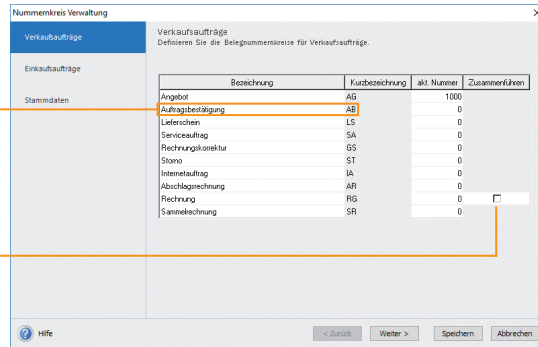 Nummernkreis Verwaltung
Verkaufsaufträge
Einkaufsaufträge
Stammdaten
Verkaufsaufträge
Definieren Sie die Belegnummernkreise für Verkaufsaufträge.
Bezeichnung Kurzbezeichnung akt. Nummer Zusammenführen
Angebot AG 1000
Auftragsbestätigung AB 0
Lieferschein LS 0
Serviceauftrag SA 0
Rechnungskorrektur GS 0
Storno ST 0
Internetauftrag IA 0
Abschlagsrechnung AR 0
Rechnung RG 0
Sammelrechnung SR 0
Hilfe < Zurück Weiter > Speichern Abbrechen